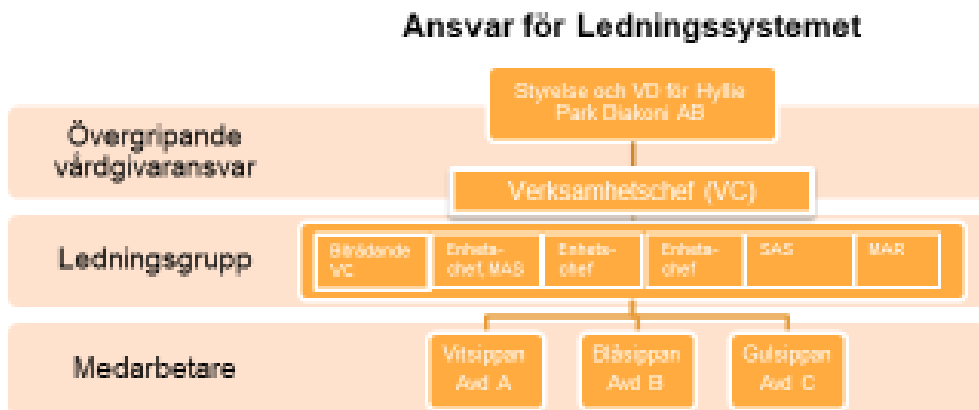 Ansvar för Ledningssystemet
Styrelse och VD för Hyllie
Park Diakoni AB
Övergripande
vårdgivaransvar
Verksamhetschef (VC)
Ledningsgrupp
Biträdande
VC
Enhets-
chef, MAS
Enhets-
chef
Enhets-
chef
SAS
MAR
Medarbetare
Vitsippan
Avd A
Blåsippan
Avd B
Gulsippan
Avd C